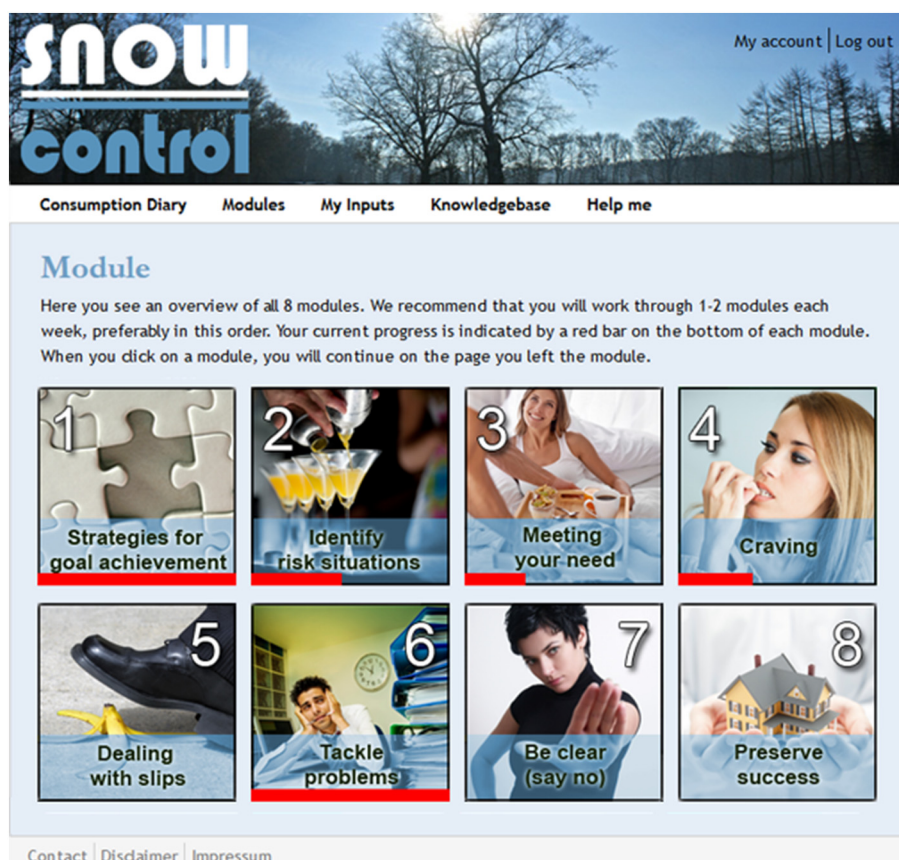 snow
control
My account | Log out
Consumption Diary Modules My Inputs Knowledgebase Help me
Module
Here you see an overview of all 8 modules. We recommend that you will work through 1-2 modules each
week, preferably in this order. Your current progress is indicated by a red bar on the bottom of each module.
When you click on a module, you will continue on the page you left the module.
1
Strategies for
goal achievement
2
Identify
risk situations
3
Meeting
your need
4
Craving
5
Dealing
with slips
6
Tackle
problems
7
Be clear
(say no)
8
Preserve
success
Contact | Disclaimer | Impressum